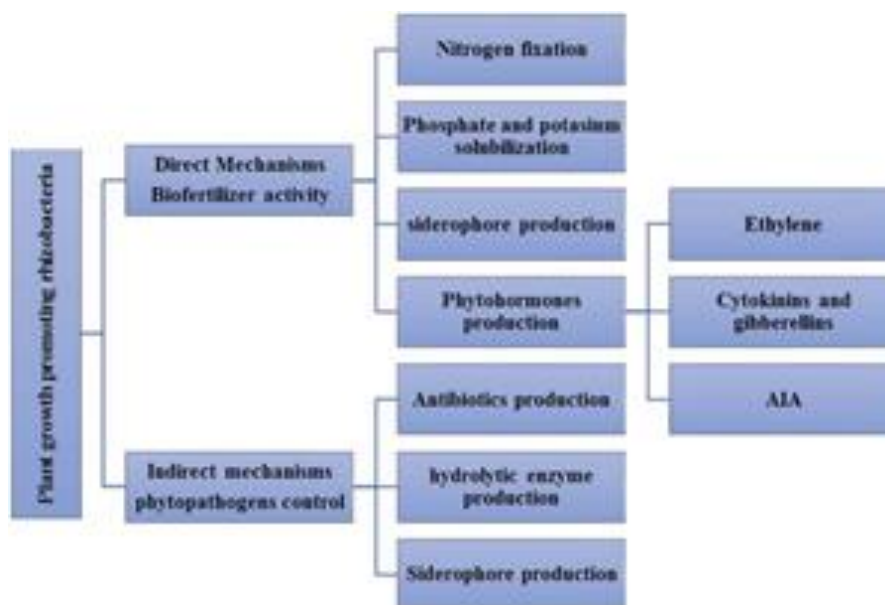 Plant growth promoting rhizobacteria
Direct Mechanisms
Biofertilizer activity
Nitrogen fixation
Phosphate and potasium
solubilization
siderophore production
Phytohormones
production
Ethylene
Cytokinins and
gibberellins
AIA
Indirect mechanisms
phytopathogens control
Antibiotics production
hydrolytic enzyme
production
Siderophore production